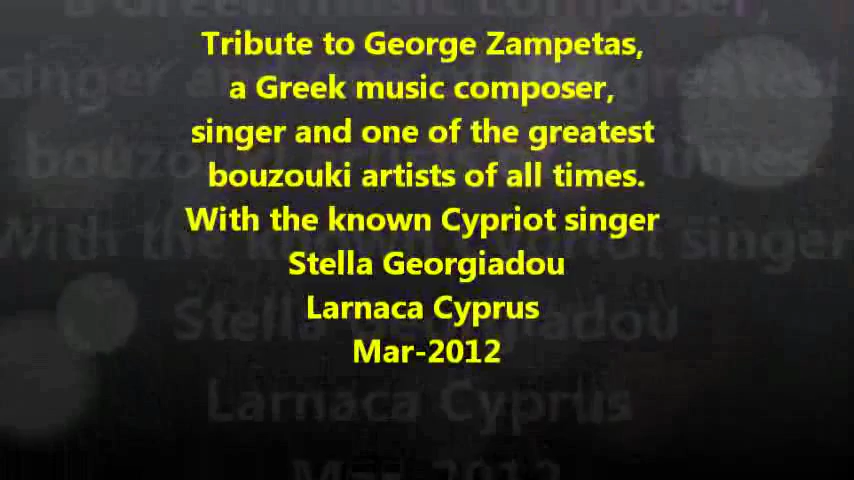 Tribute to George Zampetas,
a Greek music composer,
singer and one of the greatest
bouzouki artists of all times.
With the known Cypriot singer
Stella Georgiadou
Larnaca Cyprus
Mar-2012